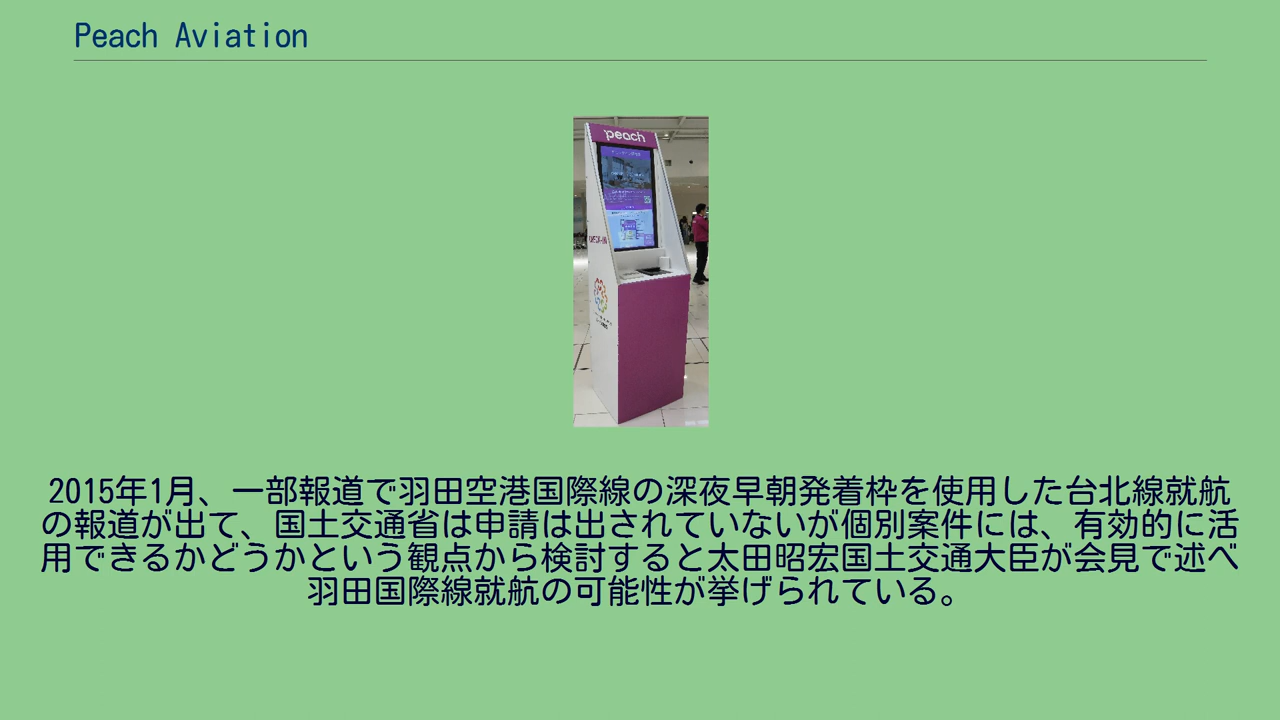 Peach Aviation
peach
2015年1月、一部報道で羽田空港国際線の深夜早朝発着枠を使用した台北線就航
の報道が出て、国土交通省は申請は出されていないが個別案件には、有効的に活
用できるかどうかという観点から検討すると太田昭宏国土交通大臣が会見で述べ
羽田国際線就航の可能性が挙げられている。